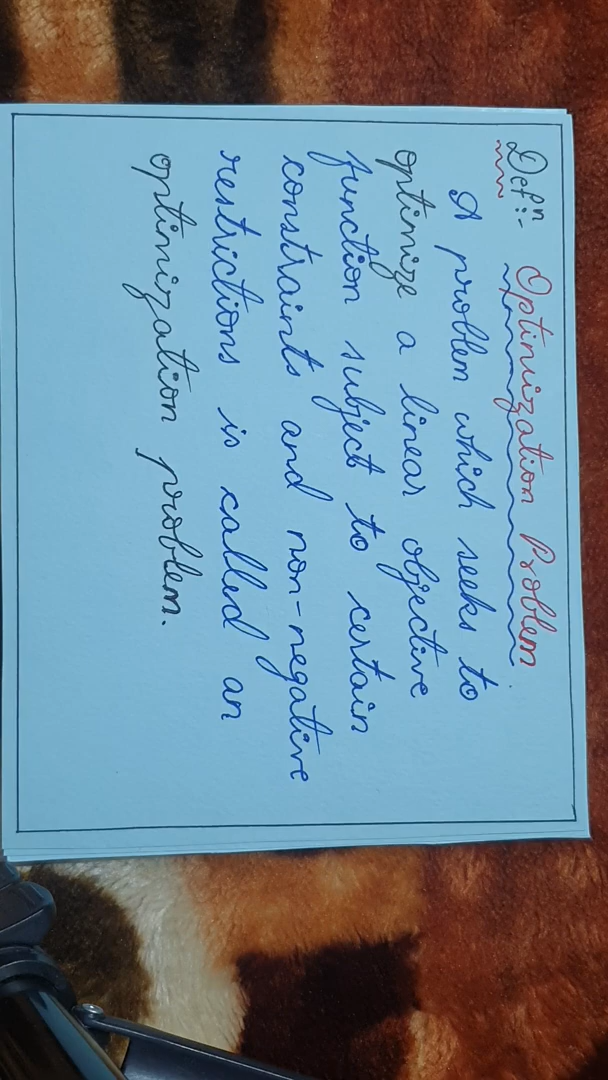 Defⁿ:- Optimization Problem
A problem which seeks to
optimize a linear objective
function subject to certain
constraints and non-negative
restrictions is called an
optimization problem.